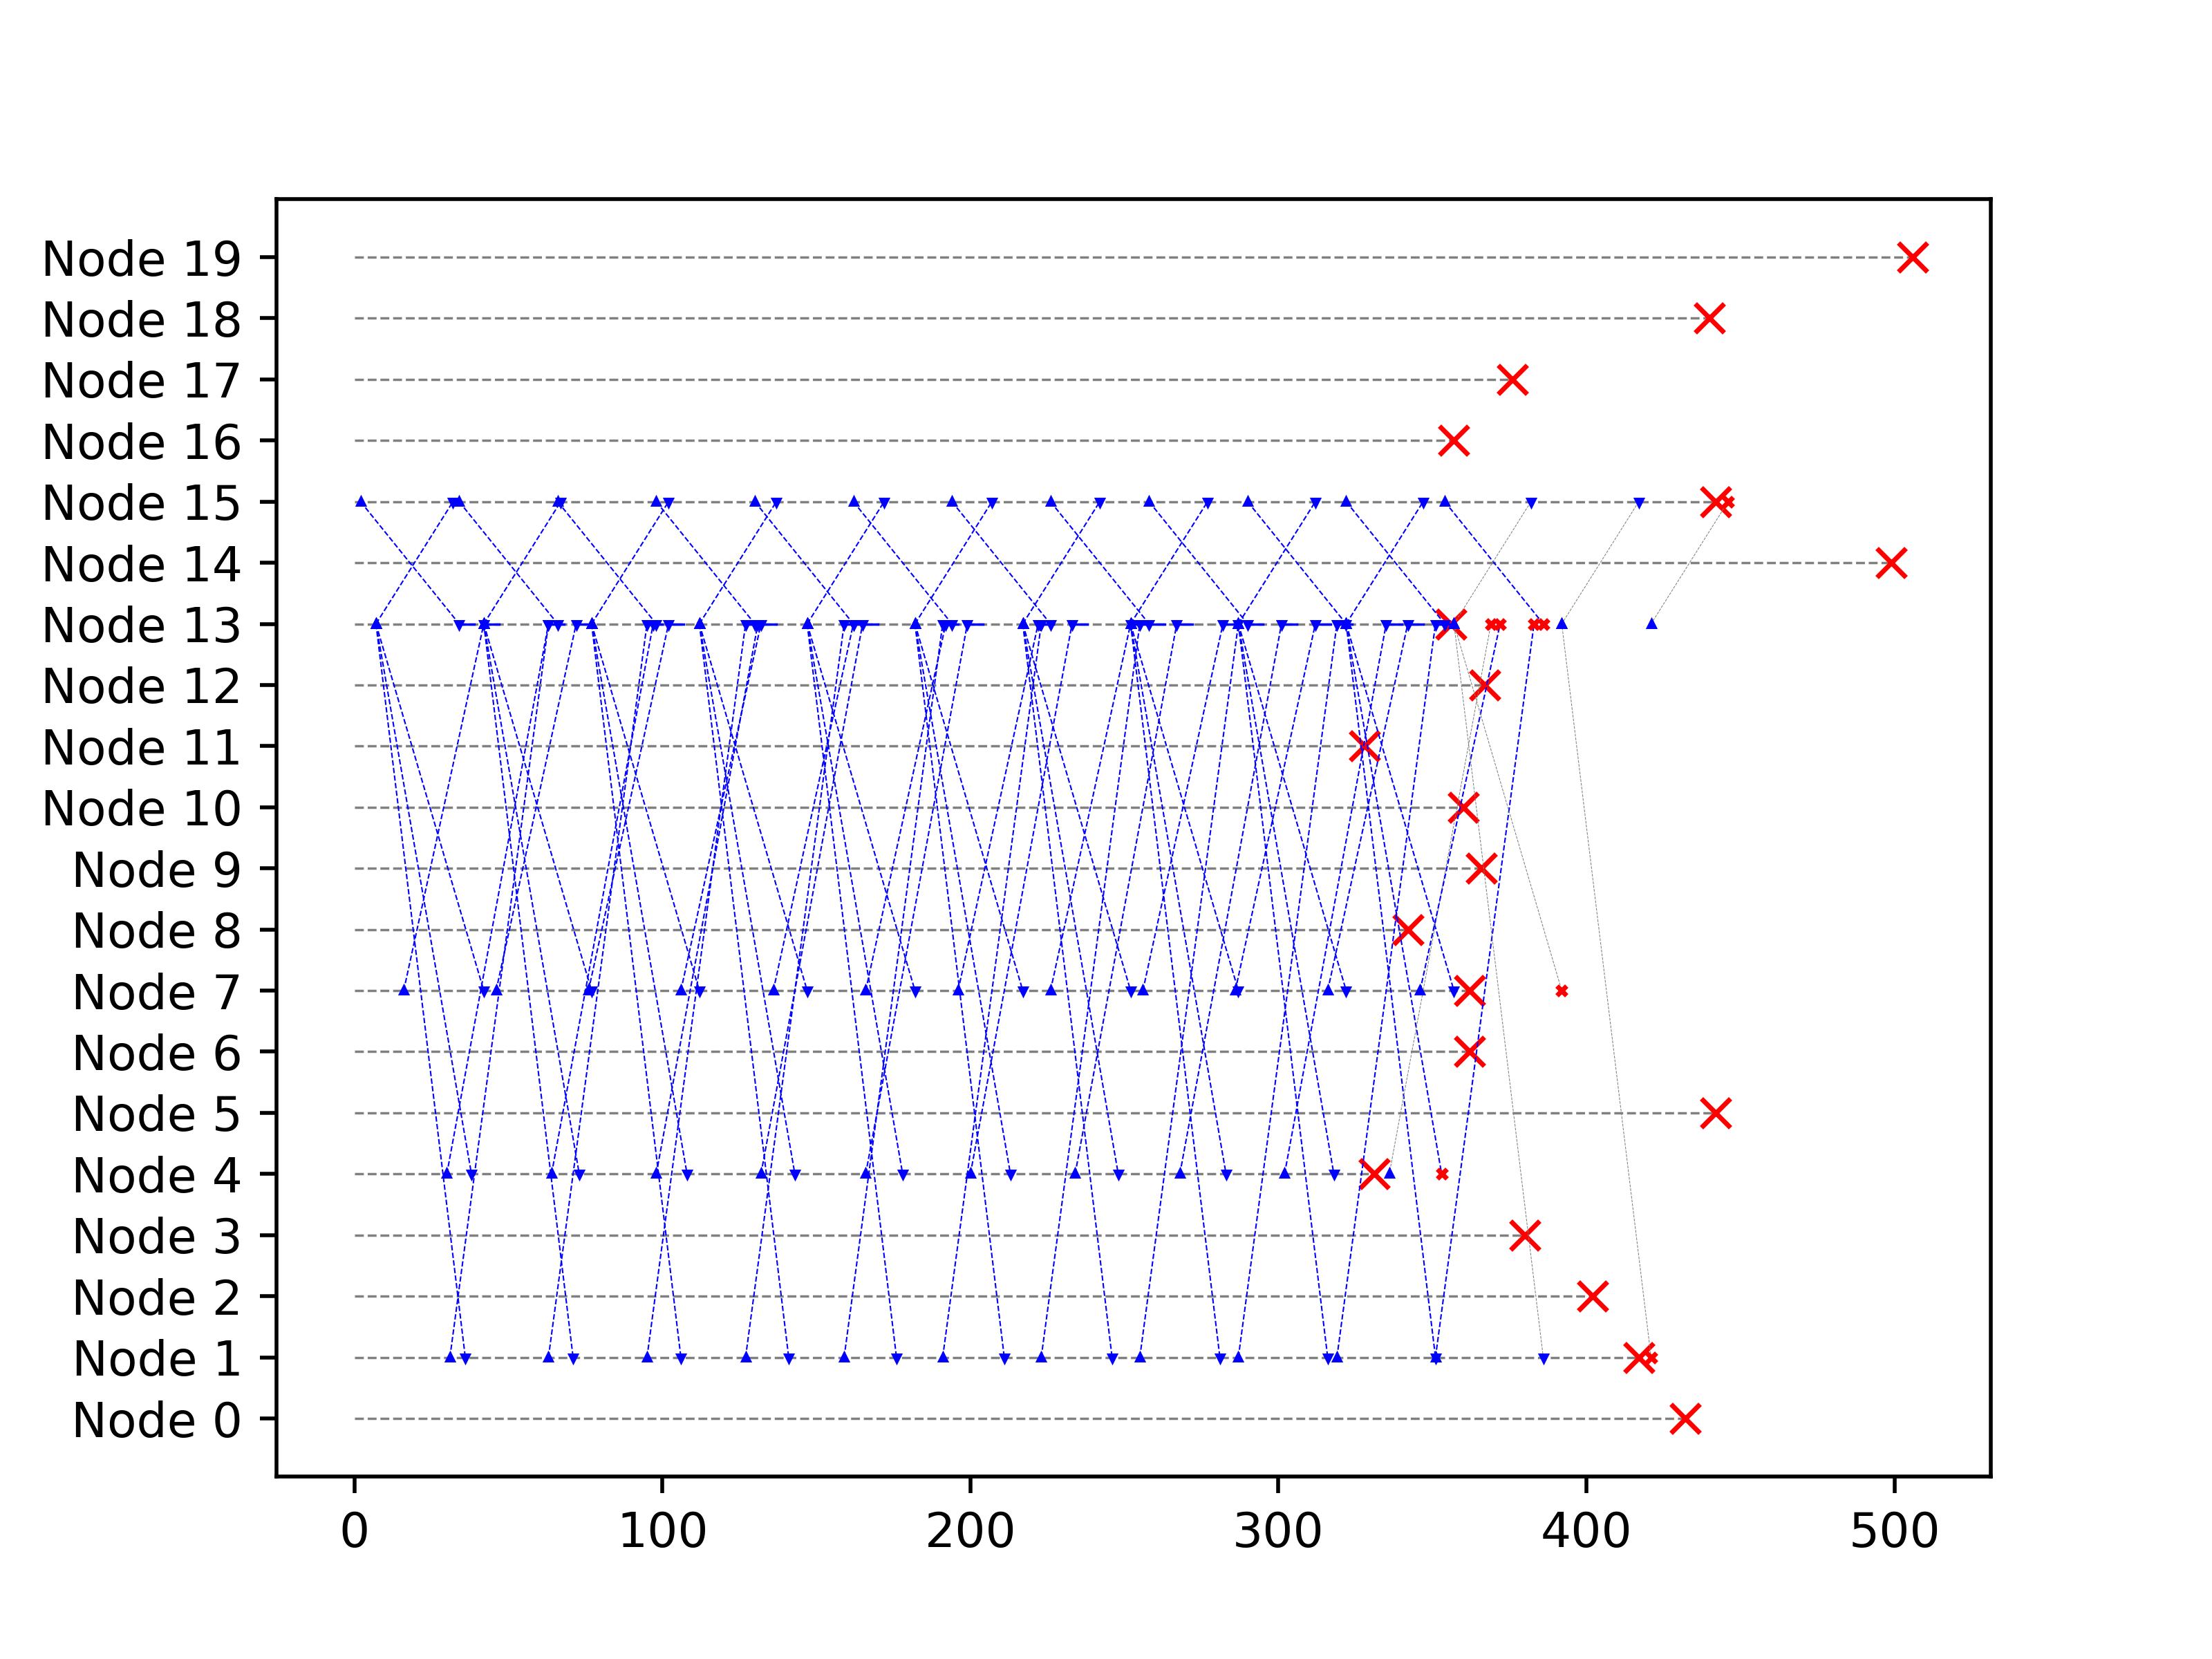 Node 19
Node 18
Node 17
Node 16
Node 15
Node 14
Node 13
Node 12
Node 11
Node 10
Node 9
Node 8
Node 7
Node 6
Node 5
Node 4
Node 3
Node 2
Node 1
Node 0
0 100 200 300 400 500